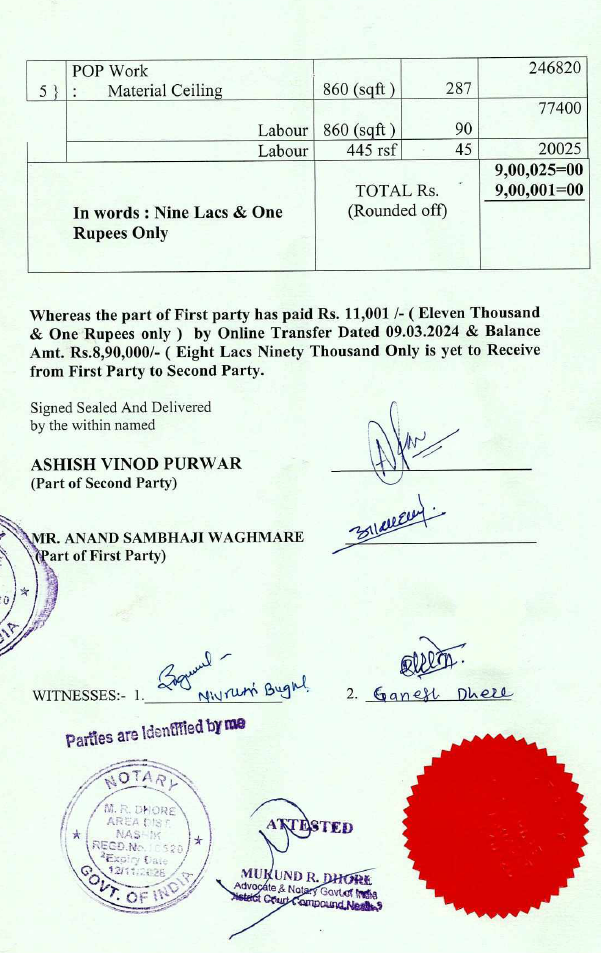 POP Work 246820
5 } : Material Ceiling 860 (sqft ) 287
77400
Labour 860 (sqft ) 90
Labour 445 rsf 45 20025
9,00,025=00
TOTAL Rs. 9,00,001=00
In words : Nine Lacs & One (Rounded off)
Rupees Only
Whereas the part of First party has paid Rs. 11,001 /- ( Eleven Thousand
& One Rupees only ) by Online Transfer Dated 09.03.2024 & Balance
Amt. Rs.8,90,000/- ( Eight Lacs Ninety Thousand Only is yet to Receive
from First Party to Second Party.
Signed Sealed And Delivered
by the within named
ASHISH VINOD PURWAR
(Part of Second Party)
MR. ANAND SAMBHAJI WAGHMARE
(Part of First Party)
WITNESSES:- 1. 2. Ganesh Dhere
Parties are Identified by me
NOTARY
M. R. DHORE
AREA DIST.
NASHIK
REGD.No.
Expiry Date
12/11/2026
GOVT. OF INDIA
ATTESTED
MUKUND R. DHORE
Advocate & Notary Govt.of India
District Court Compound,